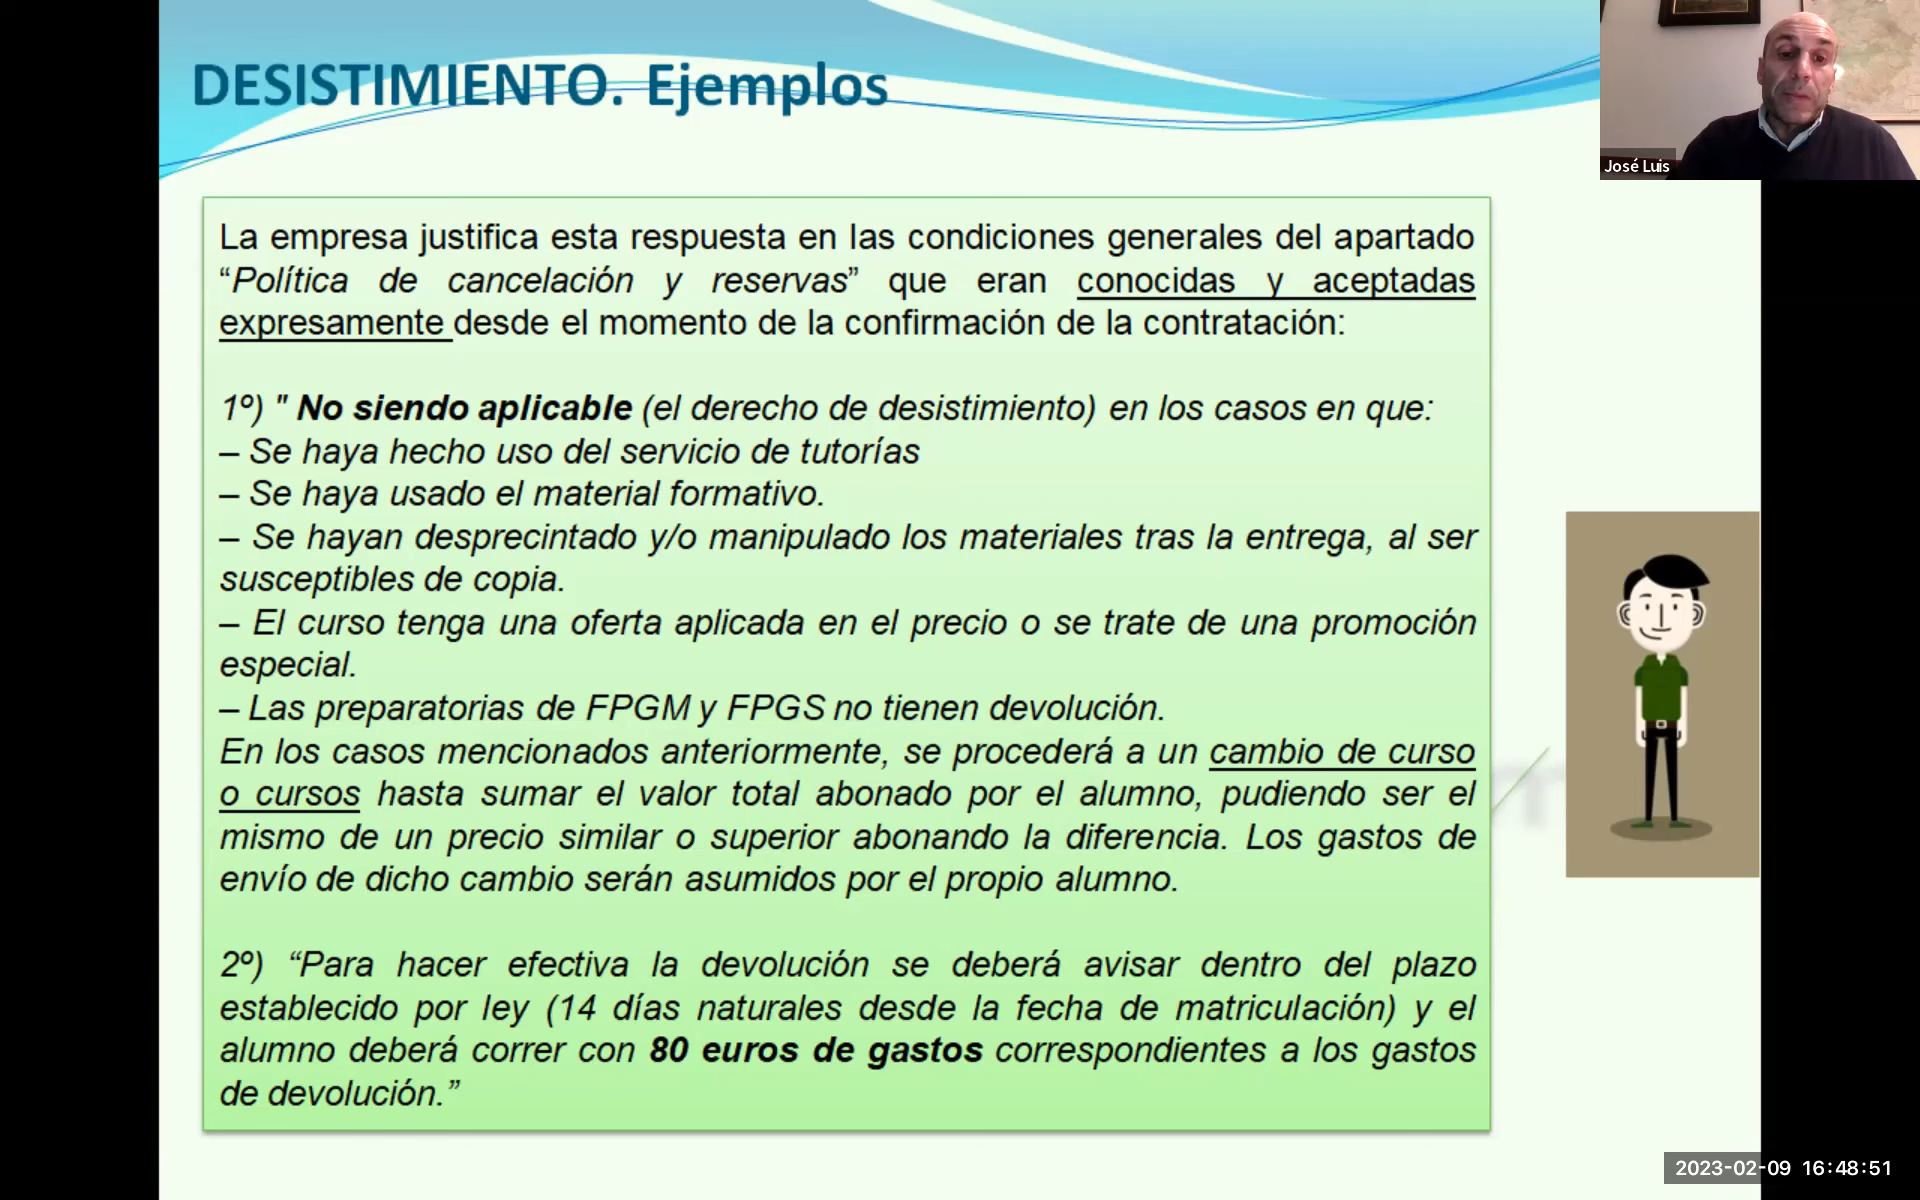 DESISTIMIENTO. Ejemplos
José Luis
La empresa justifica esta respuesta en las condiciones generales del apartado
“Política de cancelación y reservas” que eran conocidas y aceptadas
expresamente desde el momento de la confirmación de la contratación:
1º) " No siendo aplicable (el derecho de desistimiento) en los casos en que:
– Se haya hecho uso del servicio de tutorías
– Se haya usado el material formativo.
– Se hayan desprecintado y/o manipulado los materiales tras la entrega, al ser
susceptibles de copia.
– El curso tenga una oferta aplicada en el precio o se trate de una promoción
especial.
– Las preparatorias de FPGM y FPGS no tienen devolución.
En los casos mencionados anteriormente, se procederá a un cambio de curso
o cursos hasta sumar el valor total abonado por el alumno, pudiendo ser el
mismo de un precio similar o superior abonando la diferencia. Los gastos de
envío de dicho cambio serán asumidos por el propio alumno.
2º) “Para hacer efectiva la devolución se deberá avisar dentro del plazo
establecido por ley (14 días naturales desde la fecha de matriculación) y el
alumno deberá correr con 80 euros de gastos correspondientes a los gastos
de devolución.”
2023-02-09 16:48:51